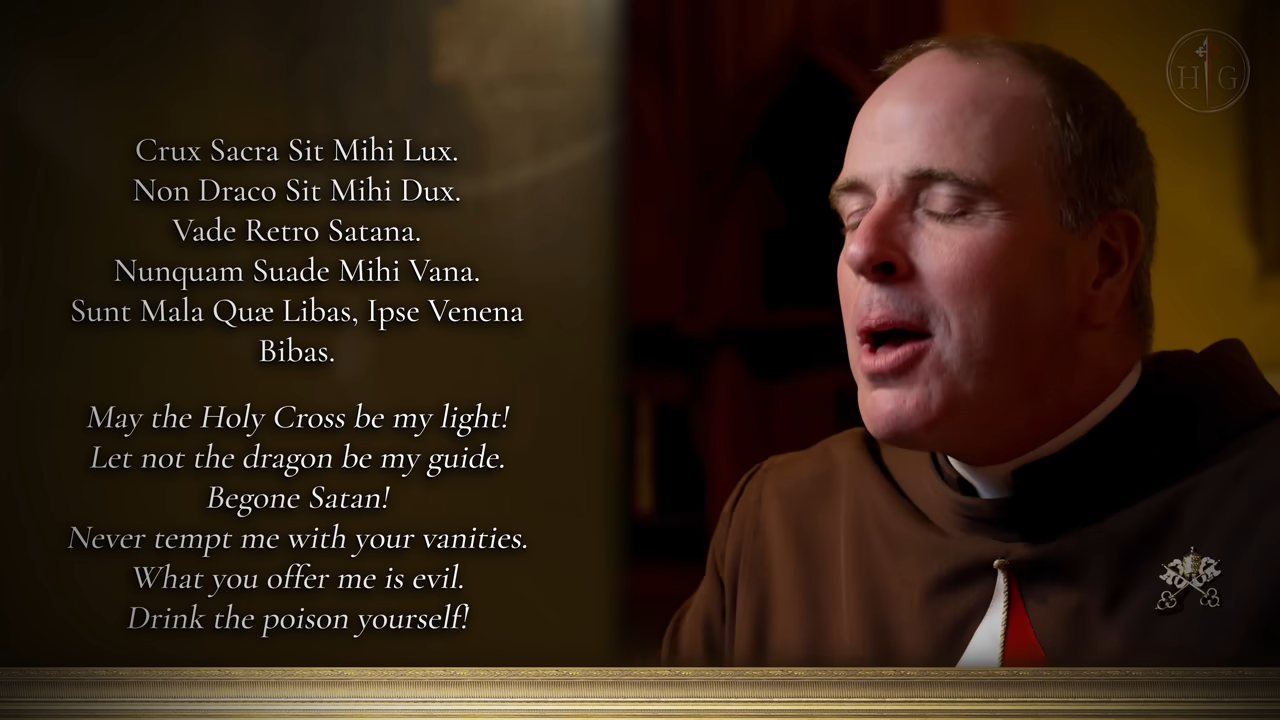 Crux Sacra Sit Mihi Lux.
Non Draco Sit Mihi Dux.
Vade Retro Satana.
Nunquam Suade Mihi Vana.
Sunt Mala Quæ Libas, Ipse Venena
Bibas.
May the Holy Cross be my light!
Let not the dragon be my guide.
Begone Satan!
Never tempt me with your vanities.
What you offer me is evil.
Drink the poison yourself!
H G